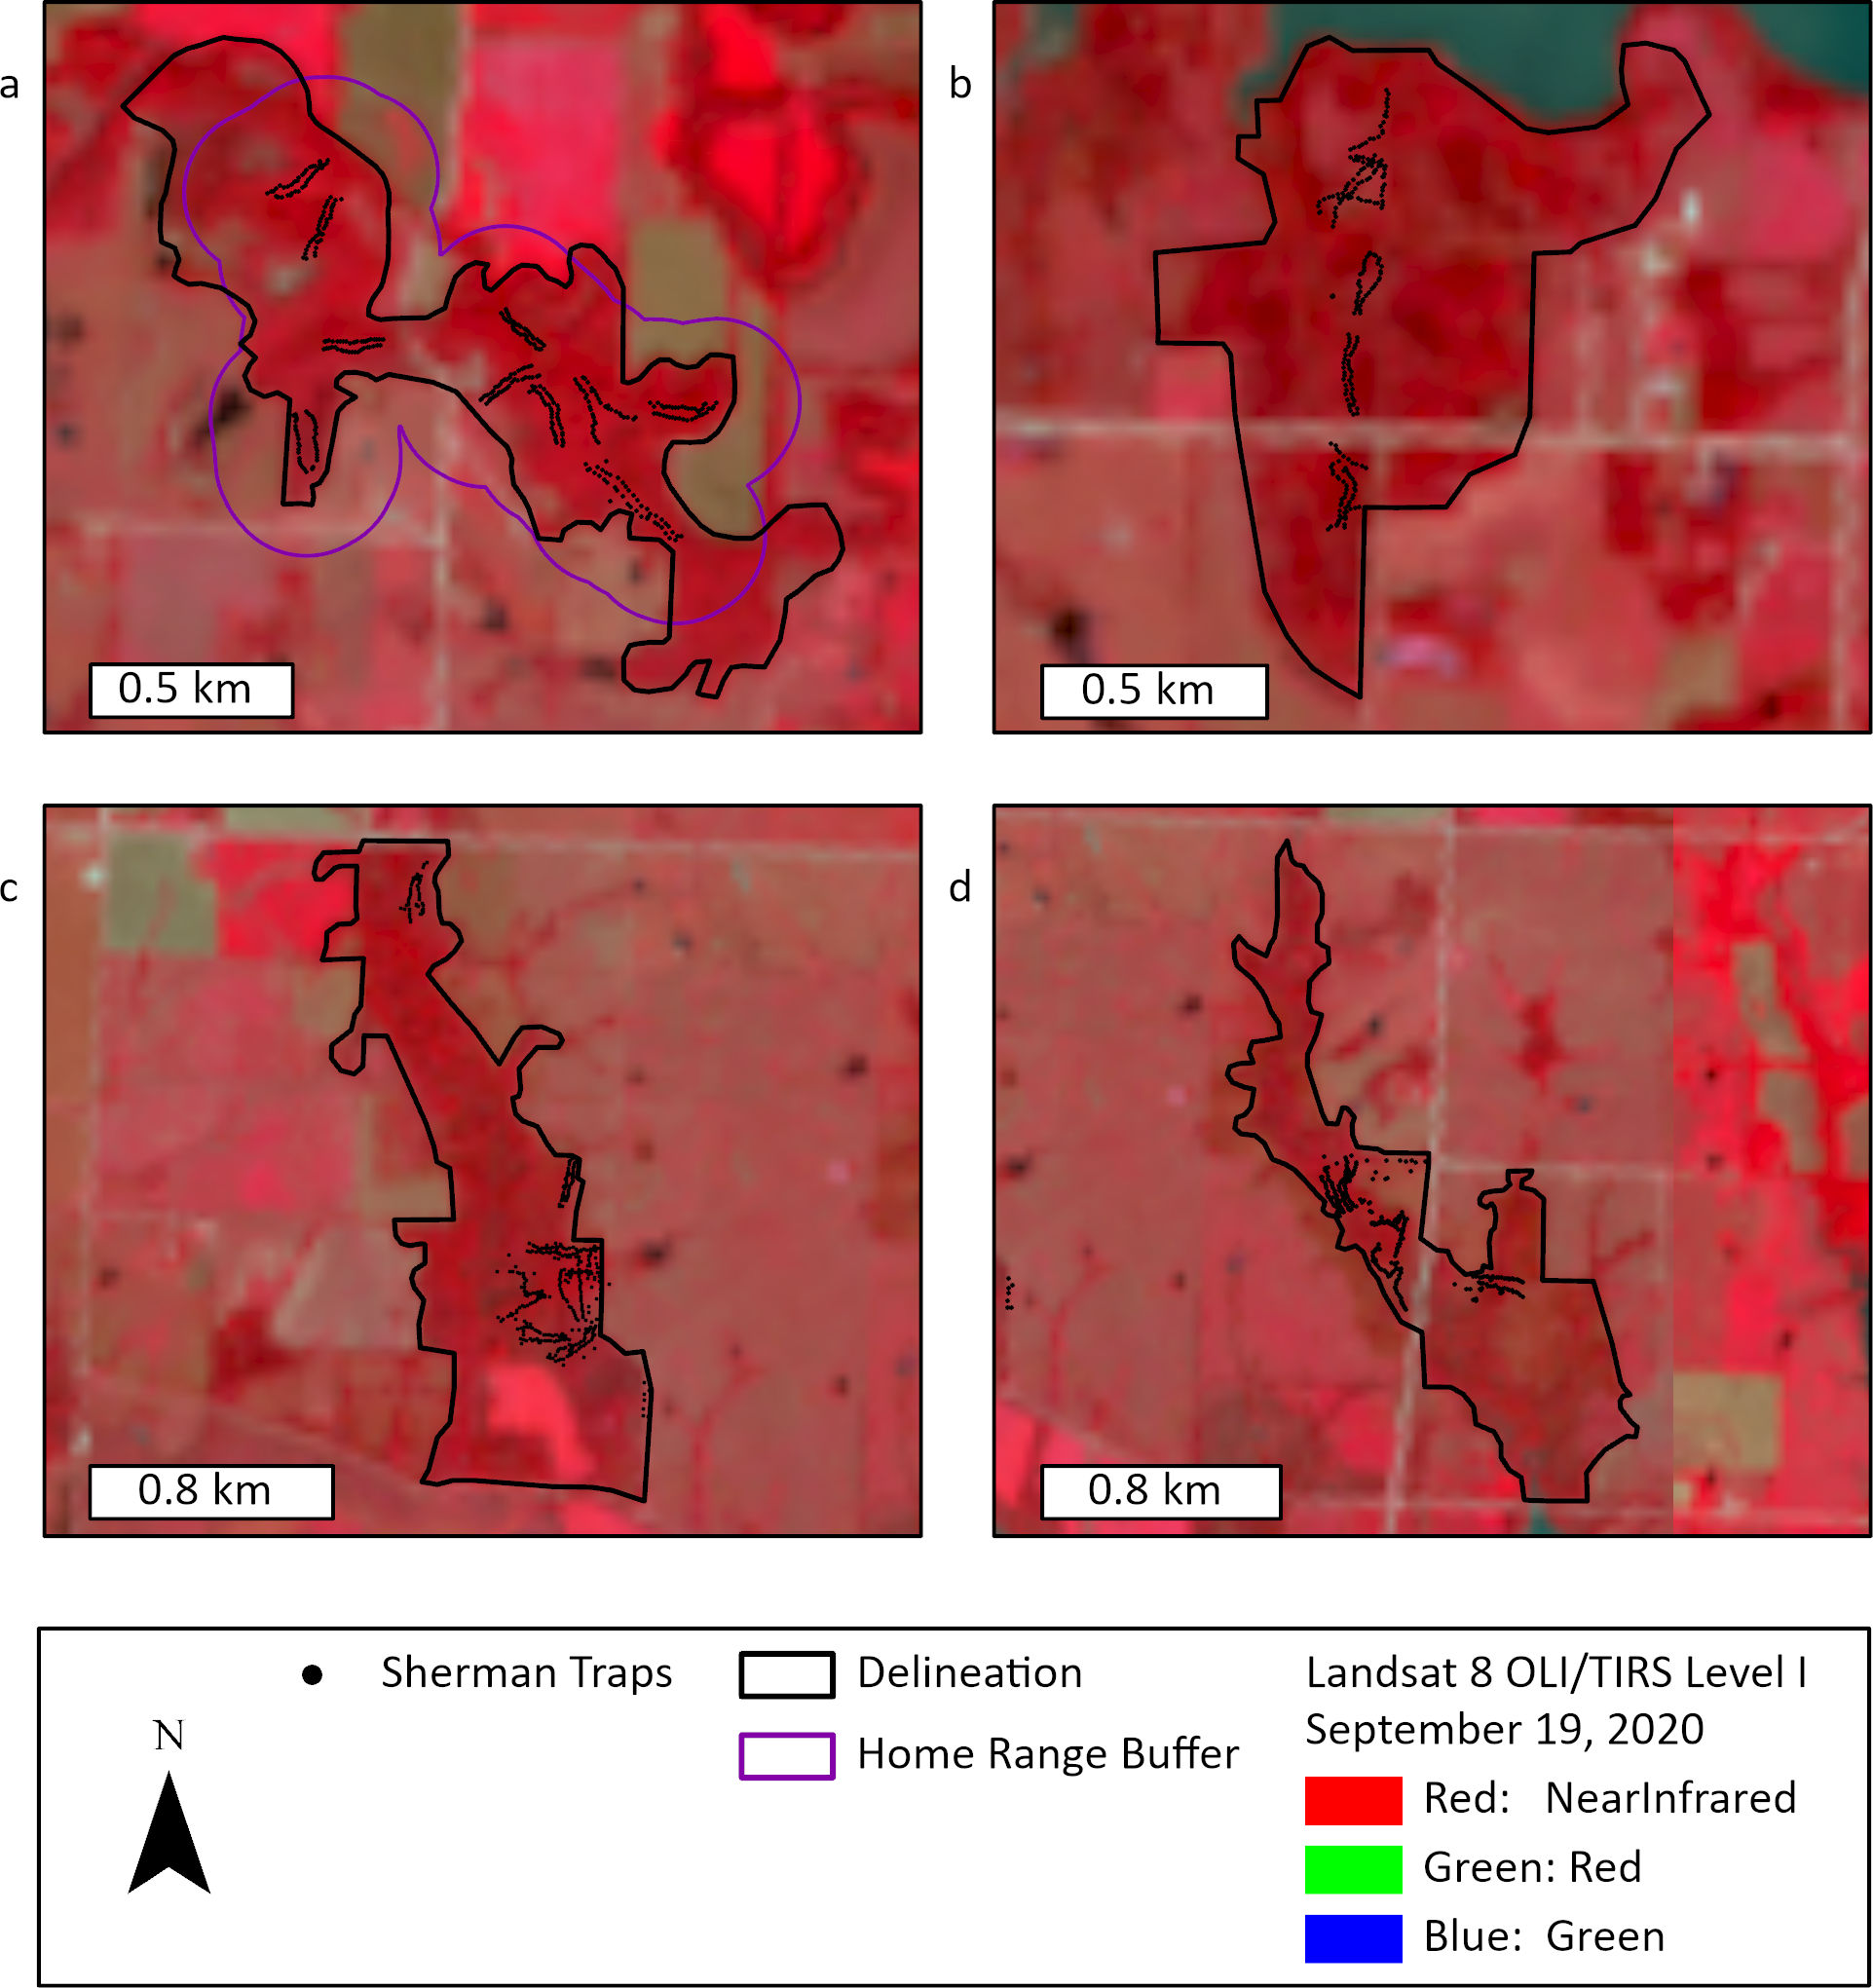 a
b
0.5 km
0.5 km
c
d
0.8 km
0.8 km
Sherman Traps
Delineation
Home Range Buffer
N
Landsat 8 OLI/TIRS Level I
September 19, 2020
Red: NearInfrared
Green: Red
Blue: Green